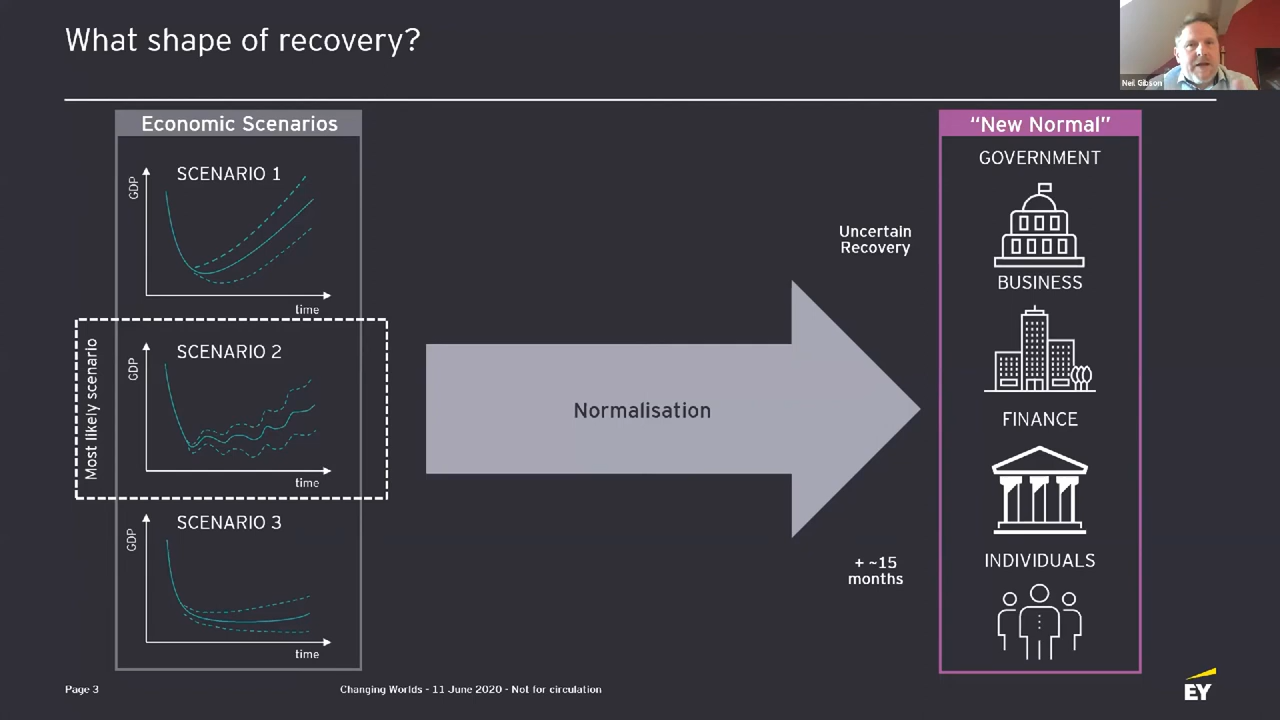 What shape of recovery?
Neil Gibson
Economic Scenarios
SCENARIO 1
GDP
time
Most likely scenario
SCENARIO 2
GDP
time
SCENARIO 3
GDP
time
Normalisation
Uncertain
Recovery
+ ~15
months
“New Normal”
GOVERNMENT
BUSINESS
FINANCE
INDIVIDUALS
Page 3
Changing Worlds - 11 June 2020 - Not for circulation
EY